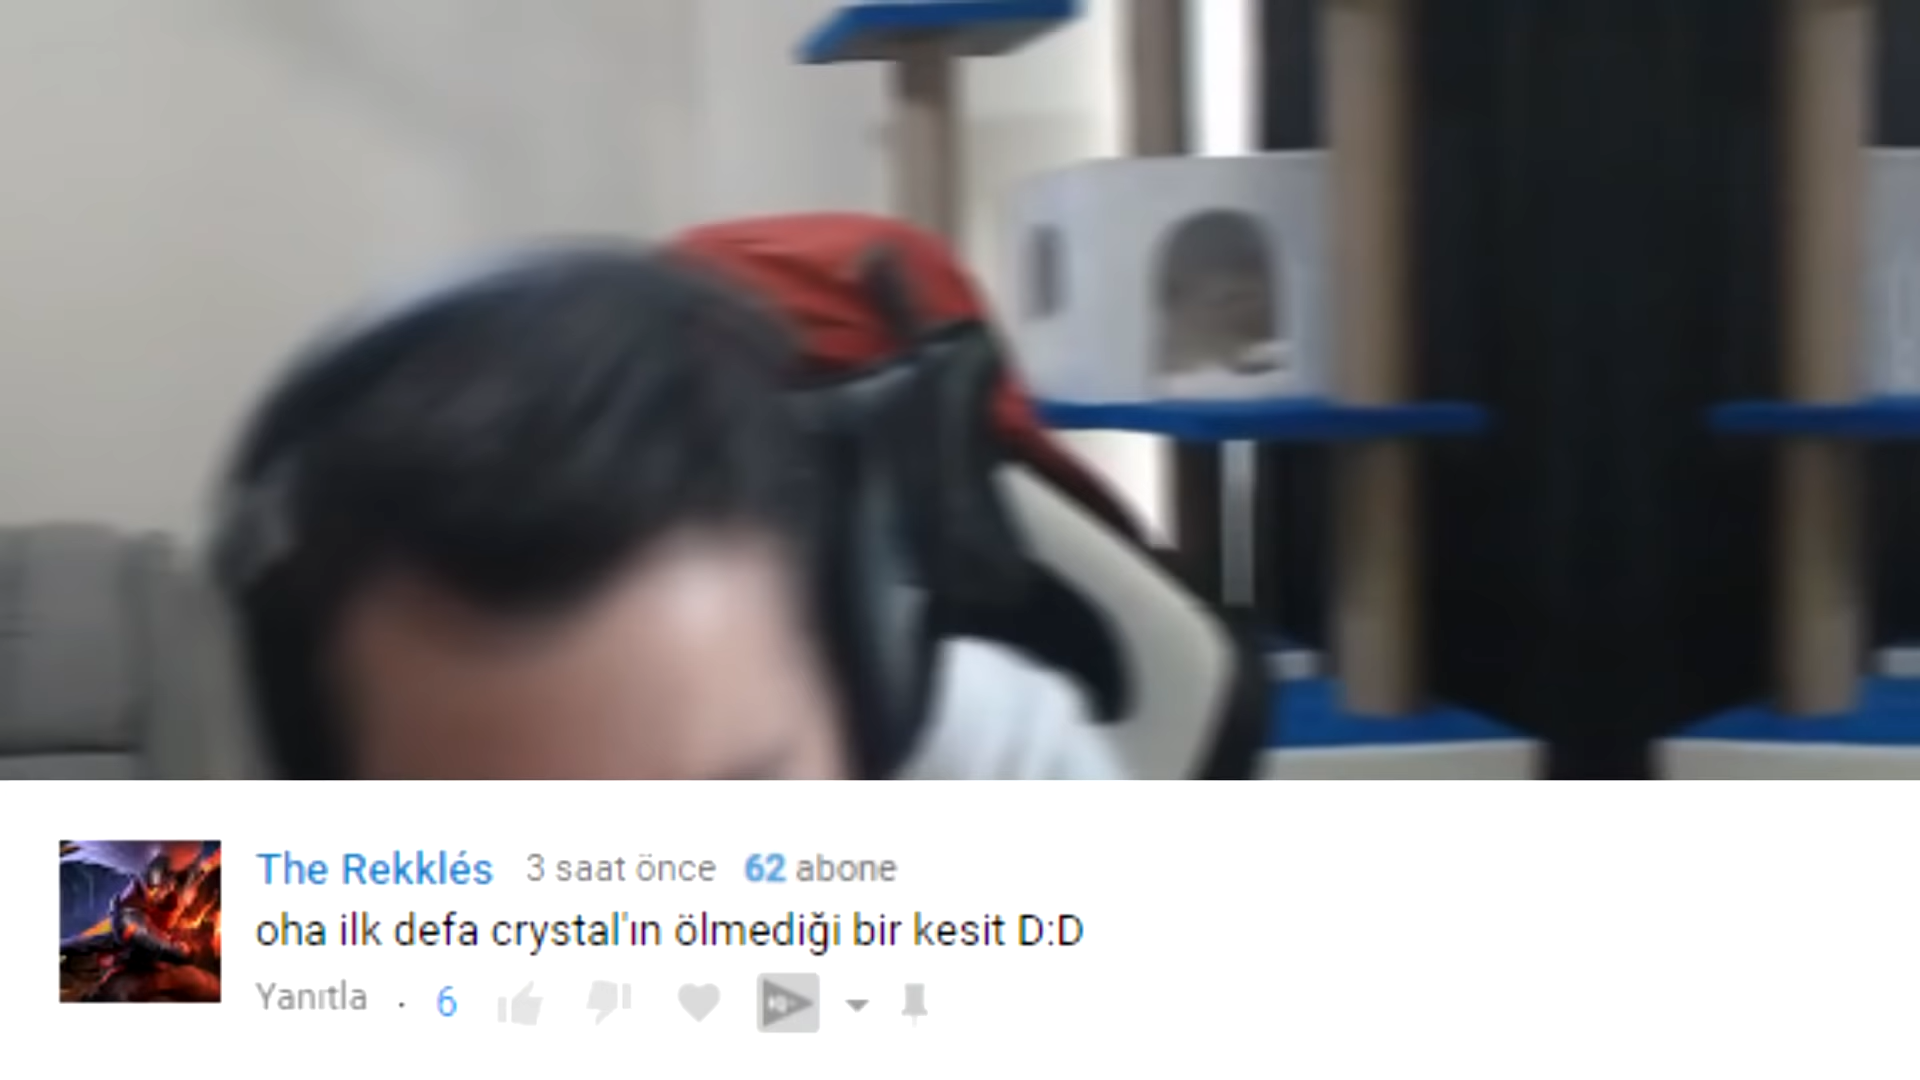 The Rekklés 3 saat önce 62 abone
oha ilk defa crystal'ın ölmediği bir kesit D:D
Yanıtla . 6